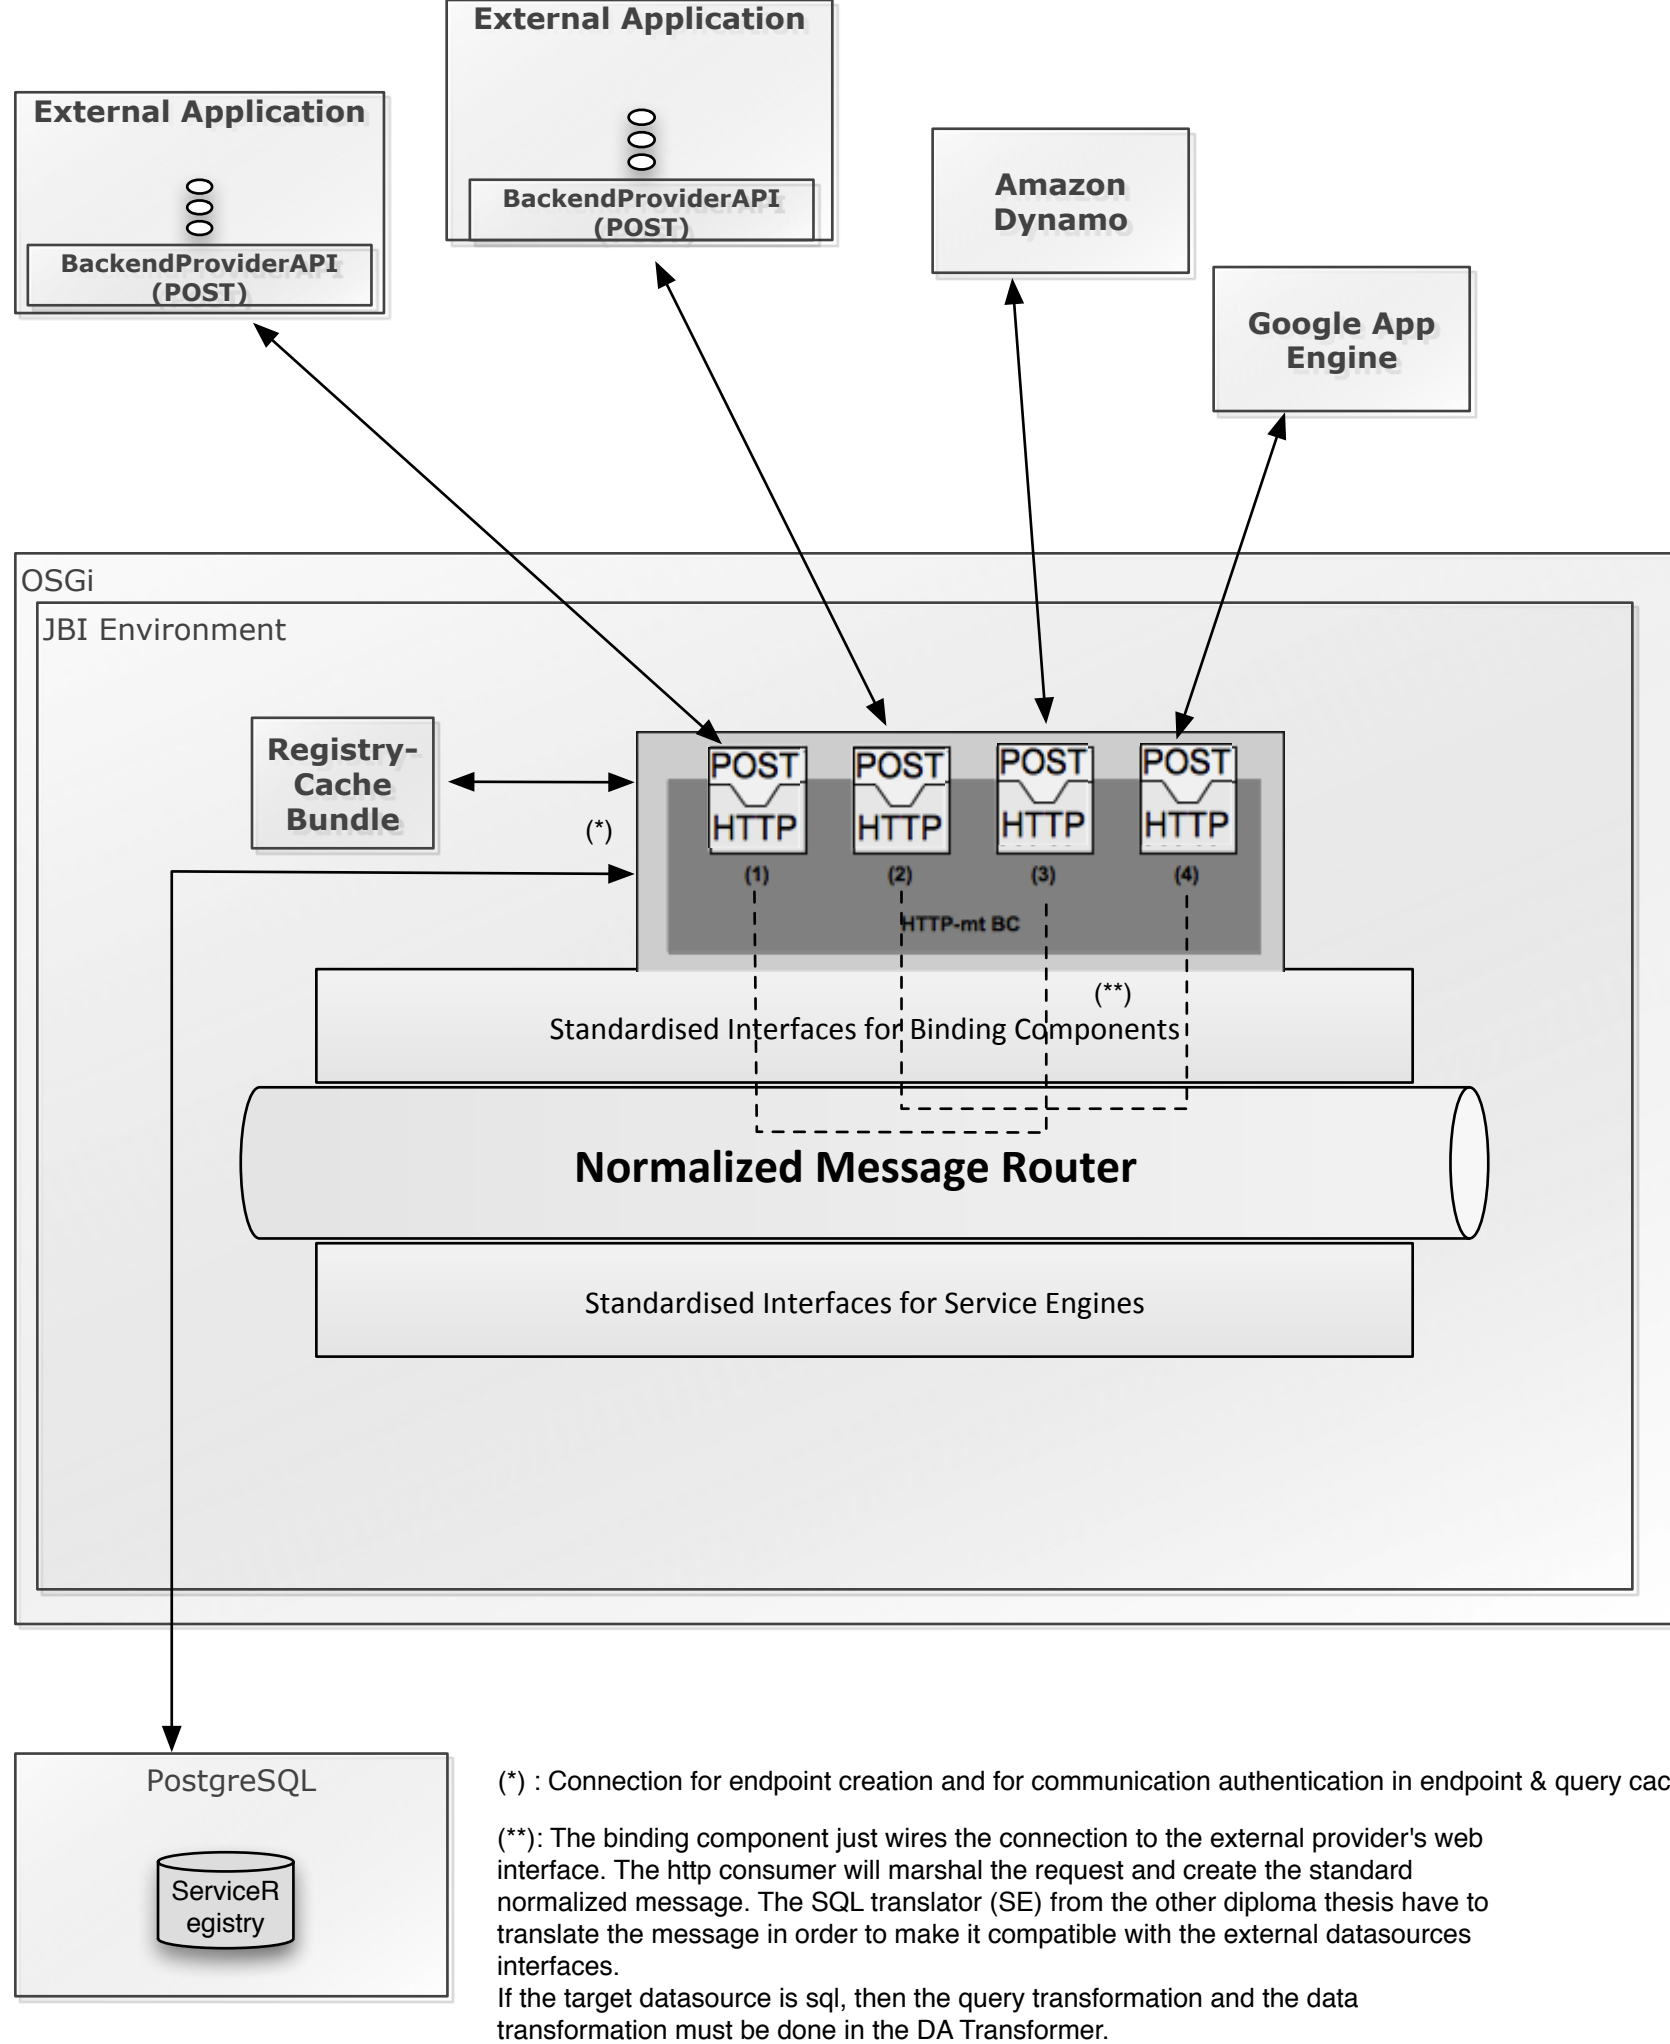 External Application
External Application
BackendProviderAPI
(POST)
BackendProviderAPI
(POST)
Amazon
Dynamo
Google App
Engine
OSGi
JBI Environment
Registry-
Cache
Bundle
(*)
POST
HTTP
(1)
POST
HTTP
(2)
POST
HTTP
(3)
POST
HTTP
(4)
HTTP-mt BC
(**)
Standardised Interfaces for Binding Components
Normalized Message Router
Standardised Interfaces for Service Engines
PostgreSQL
ServiceR
egistry
(*) : Connection for endpoint creation and for communication authentication in endpoint & query cac
(**): The binding component just wires the connection to the external provider's web
interface. The http consumer will marshal the request and create the standard
normalized message. The SQL translator (SE) from the other diploma thesis have to
translate the message in order to make it compatible with the external datasources
interfaces.
If the target datasource is sql, then the query transformation and the data
transformation must be done in the DA Transformer.